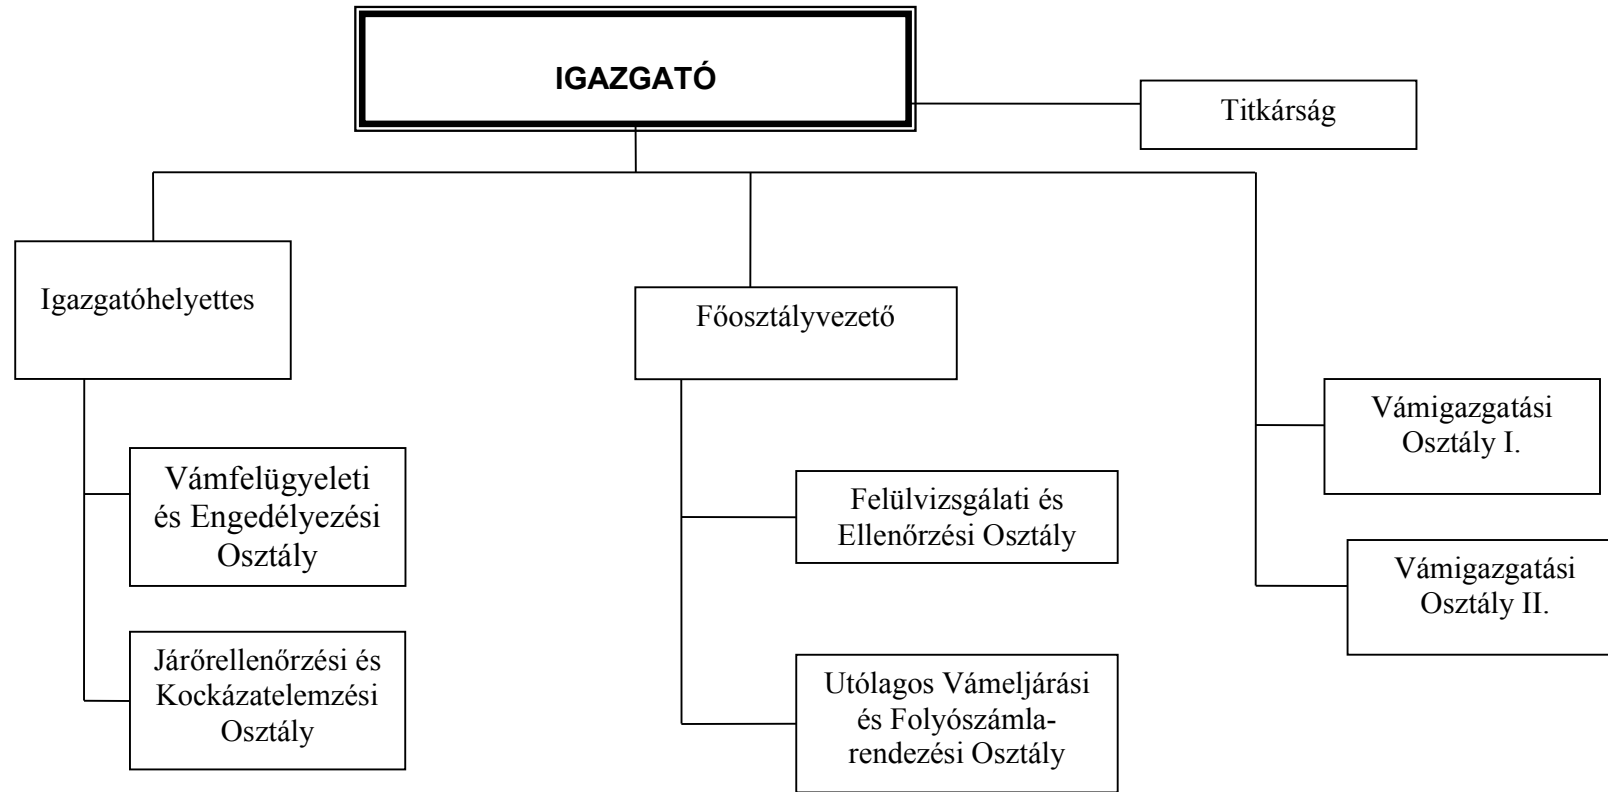 IGAZGATÓ
Titkárság
Igazgatóhelyettes
Főosztályvezető
Vámigazgatási
Osztály I.
Vámfelügyeleti
és Engedélyezési
Osztály
Felülvizsgálati és
Ellenőrzési Osztály
Vámigazgatási
Osztály II.
Járőrellenőrzési és
Kockázatelemzési
Osztály
Utólagos Vámeljárási
és Folyószámla-
rendezési Osztály